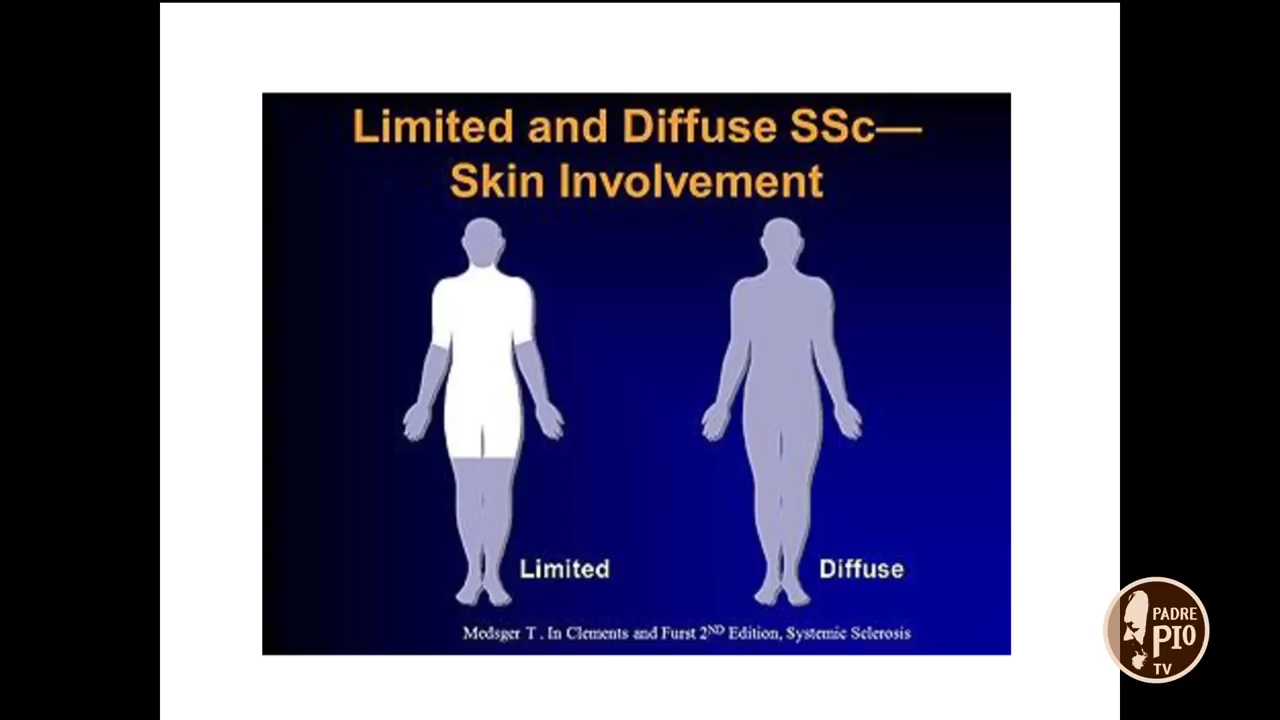 Limited and Diffuse SSc—
Skin Involvement
Limited
Diffuse
Medsger T . In Clements and Furst 2ND Edition, Systemic Sclerosis
PADRE
PIO
TV